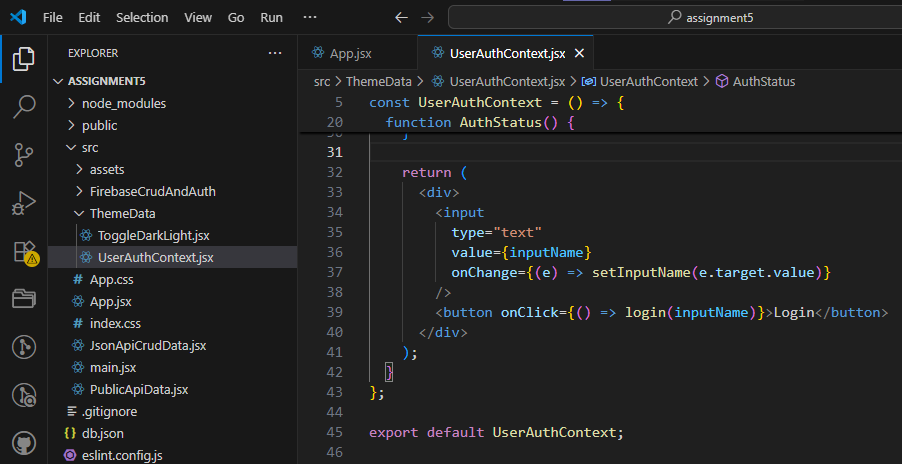 File Edit Selection View Go Run ··· assignment5
EXPLORER ···
ASSIGNMENT5
node_modules
public
src
assets
FirebaseCrudAndAuth
ThemeData
ToggleDarkLight.jsx
UserAuthContext.jsx
App.css
App.jsx
index.css
JsonApiCrudData.jsx
main.jsx
PublicApiData.jsx
.gitignore
db.json
eslint.config.js
App.jsx UserAuthContext.jsx
src > ThemeData > UserAuthContext.jsx > UserAuthContext > AuthStatus
5 const UserAuthContext = () => {
20 function AuthStatus() {
30 }
31
32 return (
33 <div>
34 <input
35 type="text"
36 value={inputName}
37 onChange={(e) => setInputName(e.target.value)}
38 />
39 <button onClick={() => login(inputName)}>Login</button>
40 </div>
41 );
42 }
43 };
44
45 export default UserAuthContext;
46